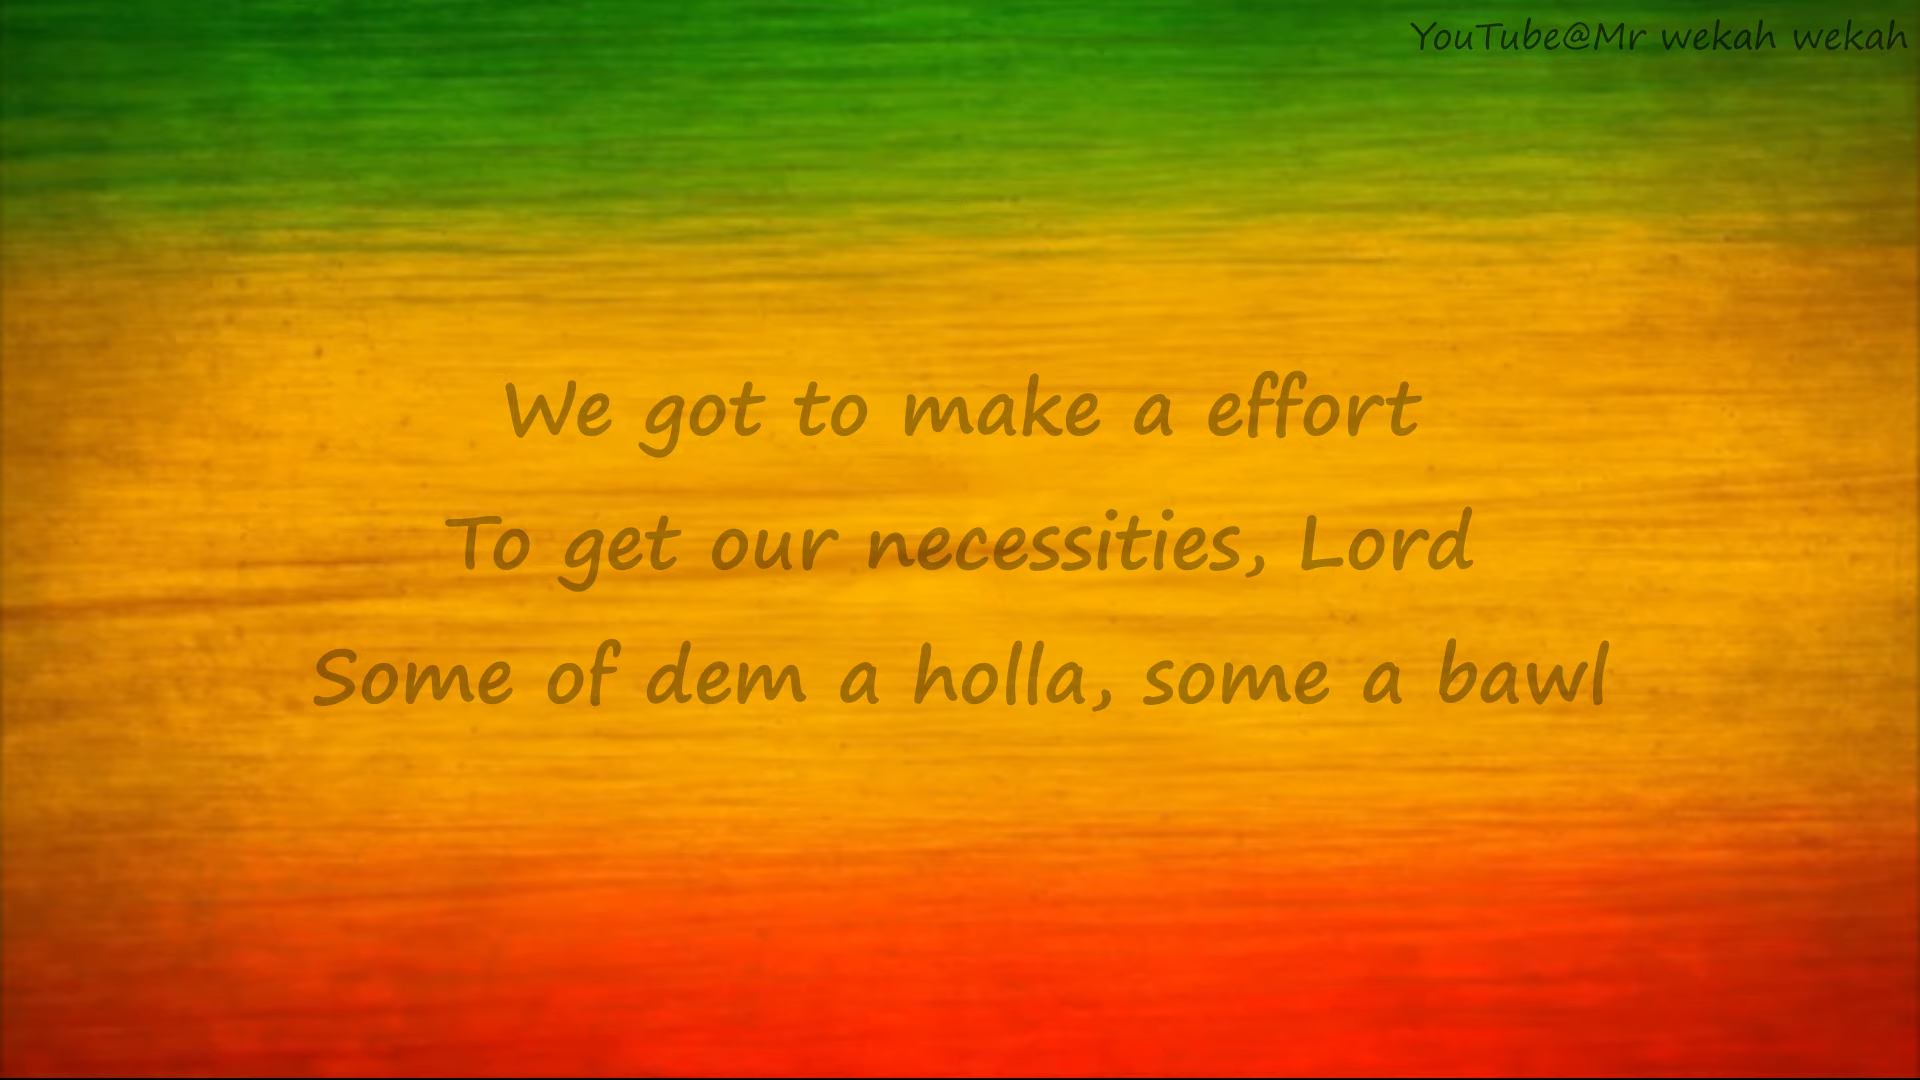 YouTube@Mr wekah wekah
We got to make a effort
To get our necessities, Lord
Some of dem a holla, some a bawl